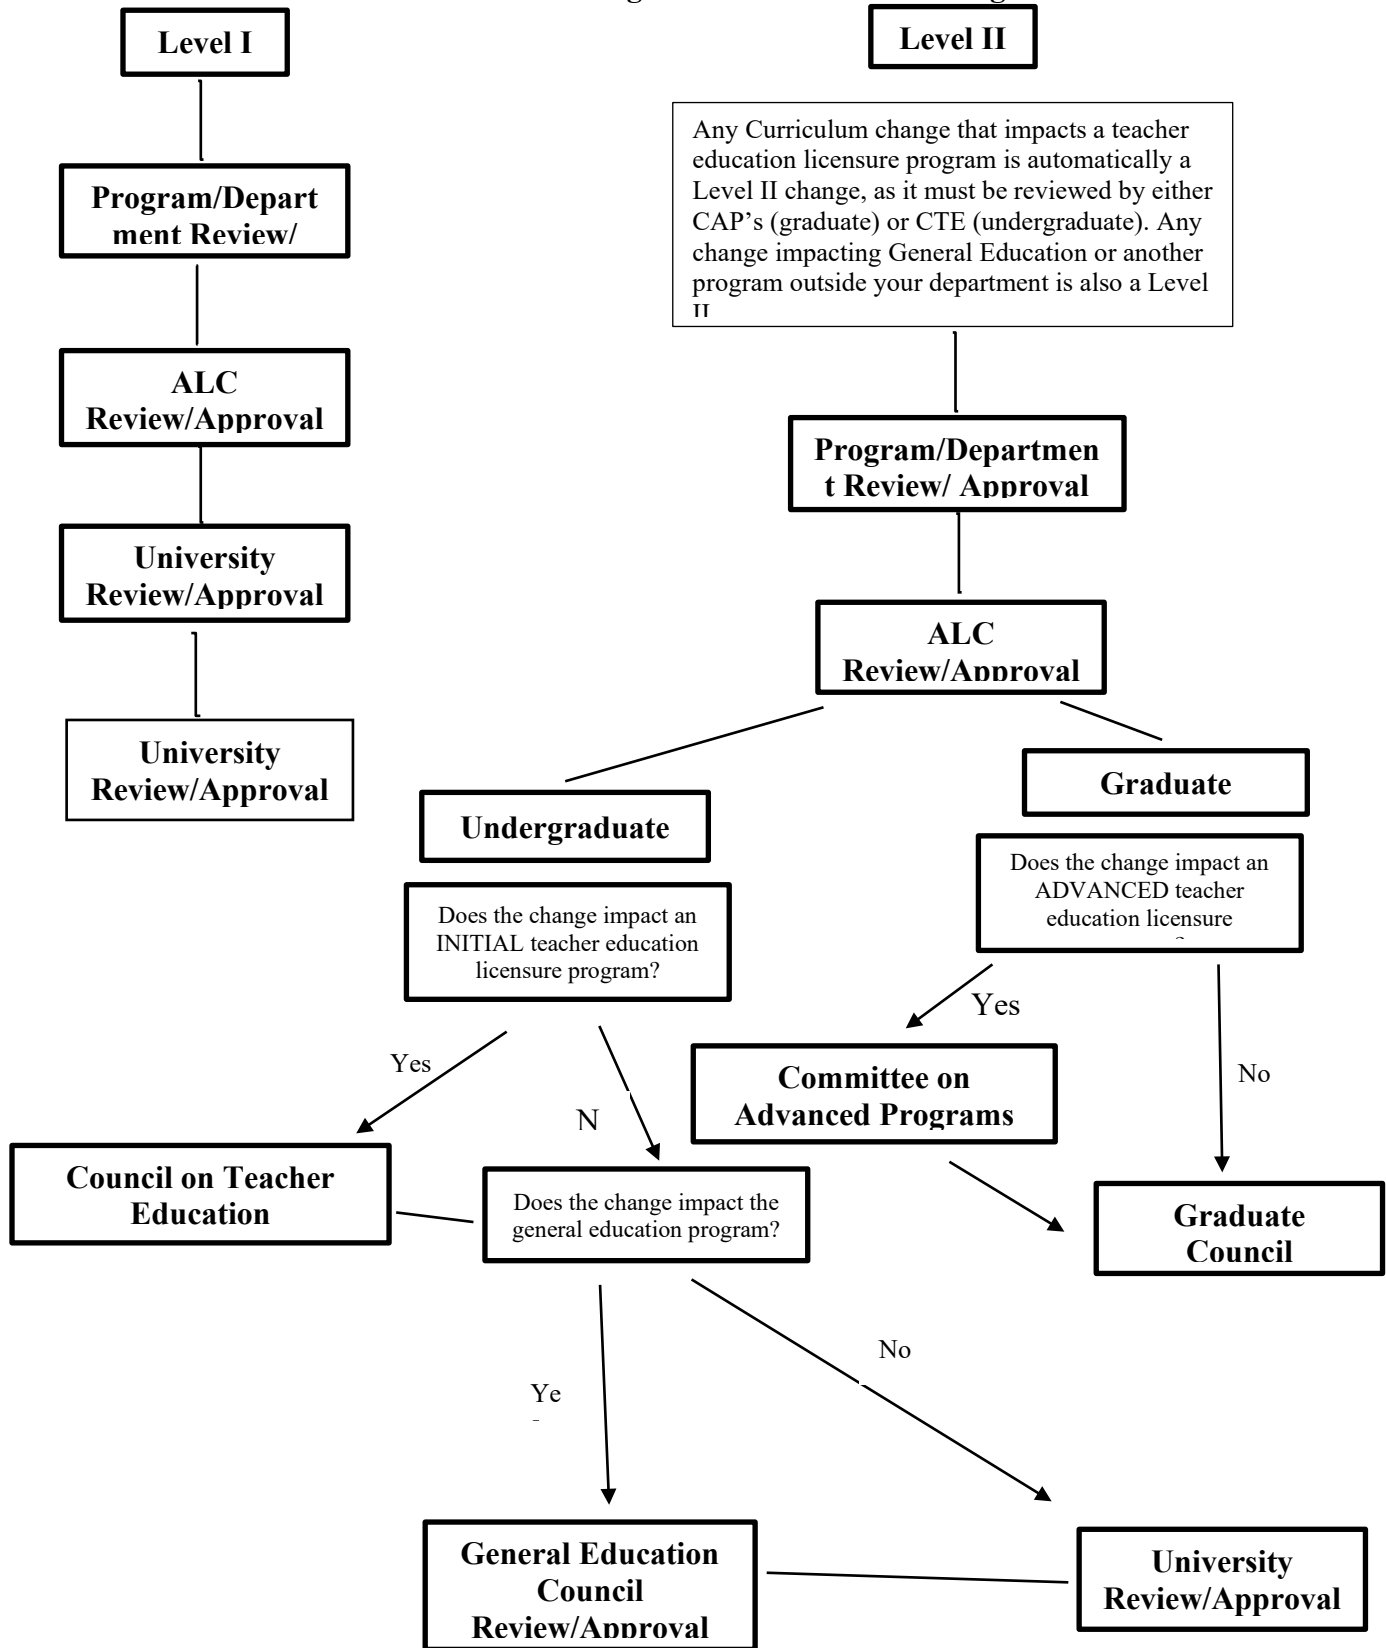 Level I
Program/Depart
ment Review/
ALC
Review/Approval
University
Review/Approval
University
Review/Approval
Level II
Any Curriculum change that impacts a teacher
education licensure program is automatically a
Level II change, as it must be reviewed by either
CAP’s (graduate) or CTE (undergraduate). Any
change impacting General Education or another
program outside your department is also a Level
II
Program/Departmen
t Review/ Approval
ALC
Review/Approval
Undergraduate
Does the change impact an
INITIAL teacher education
licensure program?
Yes
N
Council on Teacher
Education
Does the change impact the
general education program?
Ye
No
General Education
Council
Review/Approval
University
Review/Approval
Graduate
Does the change impact an
ADVANCED teacher
education licensure
Yes
No
Committee on
Advanced Programs
Graduate
Council